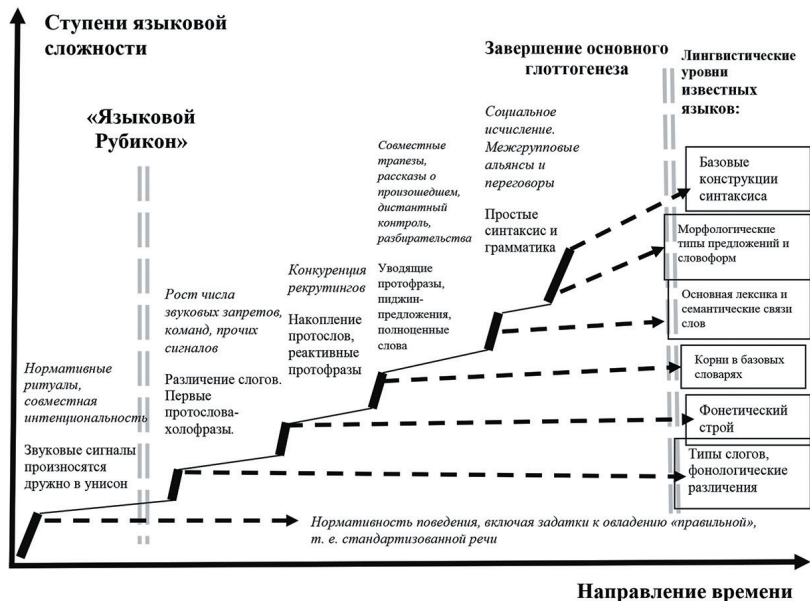 Ступени языковой
сложности
«Языковой
Рубикон»
Завершение основного
глоттогенеза
Лингвистические
уровни
известных
языков:
Нормативные
ритуалы,
совместная
интенциональность
Звуковые сигналы
произносятся
дружно в унисон
Рост числа
звуковых запретов,
команд, прочих
сигналов
Различение слогов.
Первые
протослова-
холофразы.
Конкуренция
рекрутингов
Накопление
протослов,
реактивные
протофразы
Совместные
трапезы,
рассказы о
произошедшем,
дистантный
контроль,
разбирательства
Уводящие
протофразы,
пиджин-
предложения,
полноценные
слова
Социальное
исчисление.
Межгрупповые
альянсы и
переговоры
Простые
синтаксис и
грамматика
Базовые
конструкции
синтаксиса
Морфологические
типы предложений и
словоформ
Основная лексика и
семантические связи
слов
Корни в базовых
словарях
Фонетический
строй
Типы слогов,
фонологические
различения
Нормативность поведения, включая задатки к овладению «правильной»,
т. е. стандартизованной речи
Направление времени